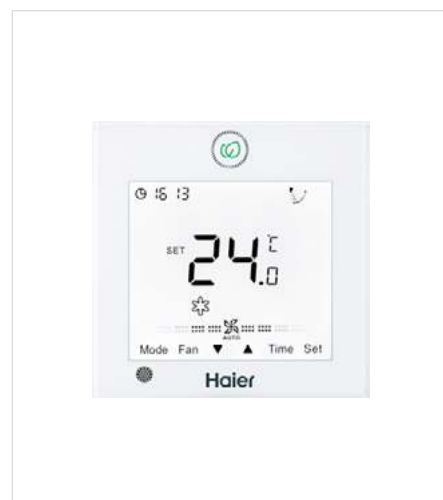 16 13
SET 24.0 °C
AUTO
Mode Fan ▼ ▲ Time Set
Haier